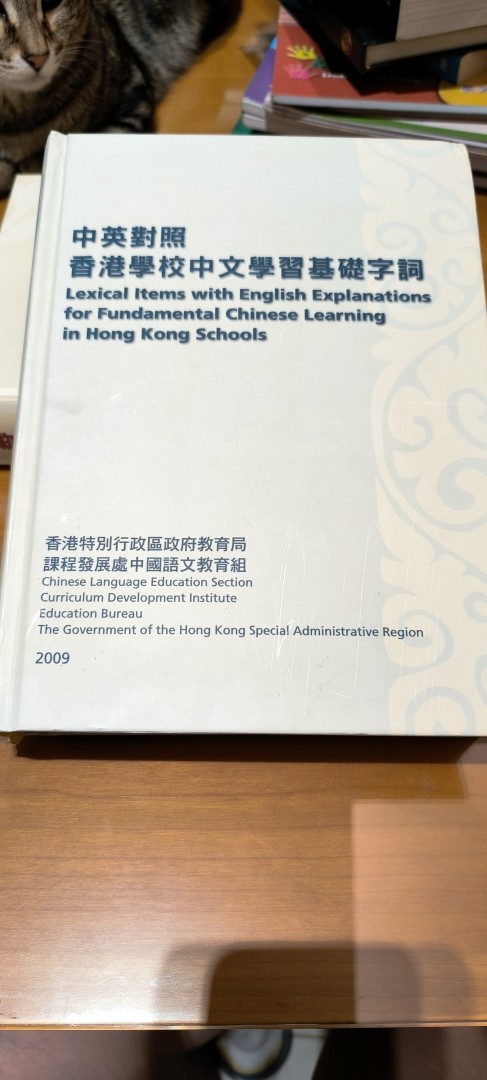 中英對照
香港學校中文學習基礎字詞
Lexical Items with English Explanations
for Fundamental Chinese Learning
in Hong Kong Schools
香港特別行政區政府教育局
課程發展處中國語文教育組
Chinese Language Education Section
Curriculum Development Institute
Education Bureau
The Government of the Hong Kong Special Administrative Region
2009